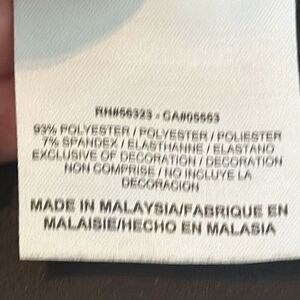 RN#56323 - CA#05553
93% POLYESTER / POLYESTER / POLIESTER
7% SPANDEX / ELASTHANNE / ELASTANO
EXCLUSIVE OF DECORATION / DECORATION
NON COMPRISE / NO INCLUYE LA
DECORACION
MADE IN MALAYSIA/FABRIQUE EN
MALAISIE/HECHO EN MALASIA